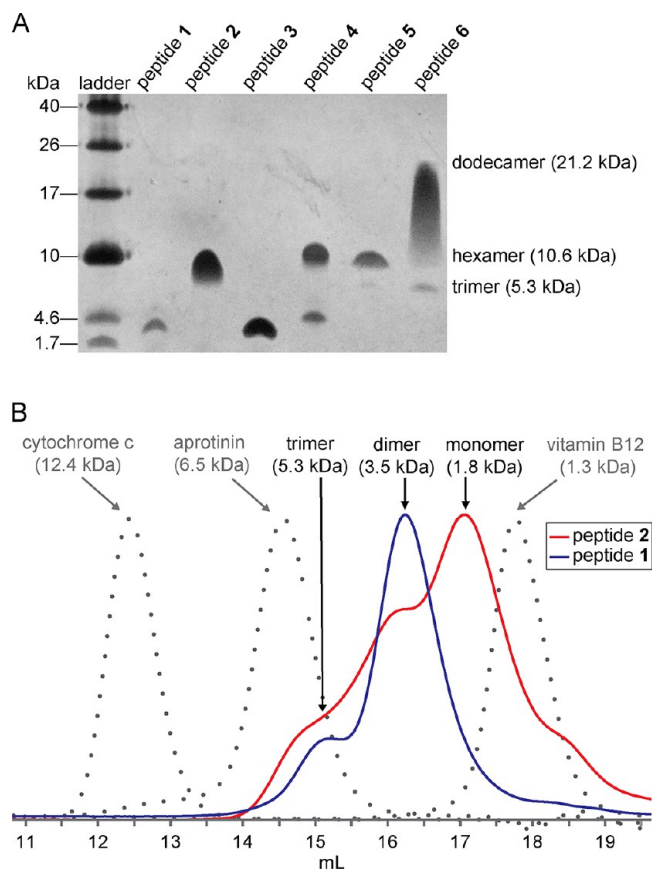 A
peptide 1
peptide 2
peptide 3
peptide 4
peptide 5
peptide 6
kDa ladder
40
26
17
10
4.6
1.7
dodecamer (21.2 kDa)
hexamer (10.6 kDa)
trimer (5.3 kDa)
B
cytochrome c
(12.4 kDa)
aprotinin
(6.5 kDa)
trimer
(5.3 kDa)
dimer
(3.5 kDa)
monomer
(1.8 kDa)
vitamin B12
(1.3 kDa)
peptide 2
peptide 1
11 12 13 14 15 16 17 18 19
mL